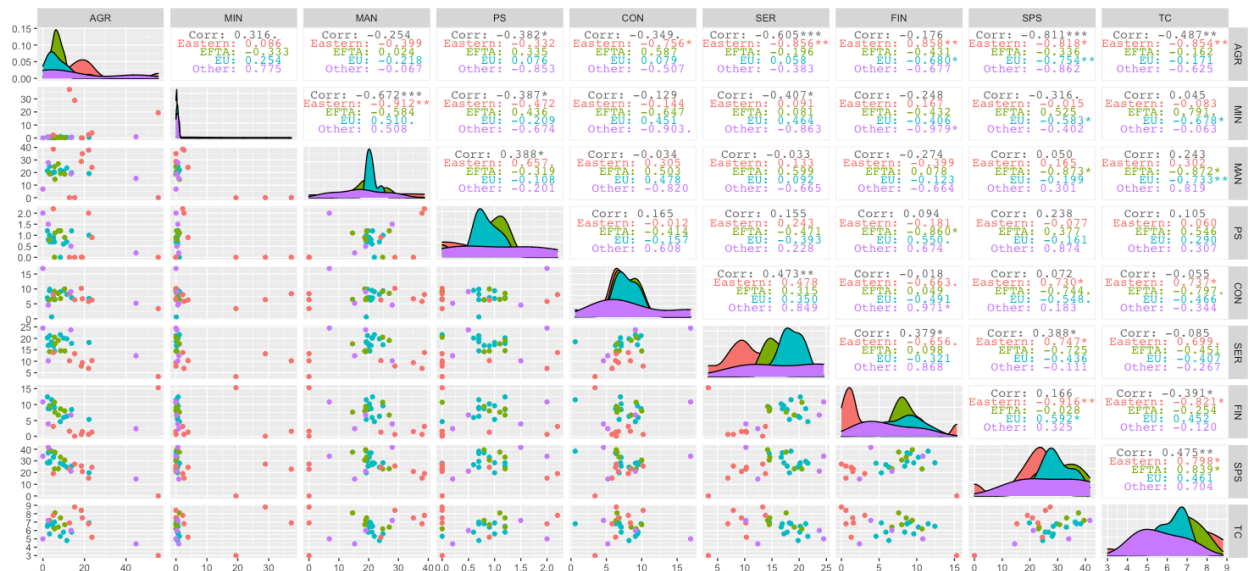 AGR
MIN
MAN
PS
CON
SER
FIN
SPS
TC
0.15
0.10
0.05
0.00
Corr: 0.316.
Eastern: 0.086
EFTA: −0.333
EU: 0.254
Other: 0.775
Corr: −0.254
Eastern: −0.399
EFTA: 0.024
EU: −0.218
Other: −0.067
Corr: −0.382*
Eastern: −0.332
EFTA: 0.335
EU: 0.076
Other: −0.853
Corr: −0.349.
Eastern: −0.756*
EFTA: 0.587
EU: 0.079
Other: −0.507
Corr: −0.605***
Eastern: −0.856**
EFTA: −0.196
EU: 0.058
Other: −0.383
Corr: −0.176
Eastern: 0.858**
EFTA: −0.431
EU: −0.680*
Other: −0.677
Corr: −0.811***
Eastern: −0.818*
EFTA: −0.336
EU: −0.754**
Other: −0.862
Corr: −0.487**
Eastern: −0.854**
EFTA: −0.162
EU: −0.171
Other: −0.625
AGR
30
20
10
0
Corr: −0.672***
Eastern: −0.912**
EFTA: −0.584
EU: 0.510.
Other: 0.508
Corr: −0.387*
Eastern: −0.472
EFTA: 0.436
EU: −0.209
Other: −0.674
Corr: −0.129
Eastern: −0.144
EFTA: −0.647
EU: 0.451
Other: −0.903.
Corr: −0.407*
Eastern: 0.091
EFTA: 0.081
EU: 0.464
Other: −0.863
Corr: −0.248
Eastern: 0.167
EFTA: −0.432
EU: −0.406
Other: −0.979*
Corr: −0.316.
Eastern: −0.015
EFTA: 0.525
EU: −0.583*
Other: −0.402
Corr: 0.045
Eastern: −0.083
EFTA: 0.791.
EU: −0.678*
Other: −0.063
MIN
40
30
20
10
0
Corr: 0.388*
Eastern: 0.657.
EFTA: −0.319
EU: −0.108
Other: −0.201
Corr: −0.034
Eastern: 0.305
EFTA: 0.503
EU: 0.478
Other: −0.820
Corr: −0.033
Eastern: 0.133
EFTA: 0.599
EU: 0.092
Other: −0.665
Corr: −0.274
Eastern: −0.399
EFTA: 0.078
EU: −0.123
Other: −0.664
Corr: 0.050
Eastern: 0.165
EFTA: −0.873*
EU: −0.199
Other: 0.301
Corr: 0.243
Eastern: 0.302
EFTA: −0.872*
EU: −0.733**
Other: 0.819
MAN
2.0
1.5
1.0
0.5
0.0
Corr: 0.165
Eastern: −0.012
EFTA: −0.414
EU: −0.157
Other: 0.608
Corr: 0.155
Eastern: 0.243
EFTA: −0.471
EU: −0.393
Other: 0.228
Corr: 0.094
Eastern: −0.181
EFTA: −0.860*
EU: 0.550.
Other: 0.674
Corr: 0.238
Eastern: −0.077
EFTA: 0.377
EU: −0.161
Other: 0.874
Corr: 0.105
Eastern: 0.060
EFTA: 0.546
EU: 0.290
Other: 0.307
PS
15
10
5
0
Corr: 0.473**
Eastern: 0.478
EFTA: 0.315
EU: 0.350
Other: 0.849
Corr: −0.018
Eastern: −0.663.
EFTA: 0.049
EU: −0.491
Other: 0.971*
Corr: 0.072
Eastern: 0.730*
EFTA: −0.744.
EU: −0.548.
Other: 0.183
Corr: −0.055
Eastern: 0.737*
EFTA: −0.797.
EU: −0.466
Other: −0.344
CON
25
20
15
10
5
Corr: 0.379*
Eastern: −0.656.
EFTA: 0.098
EU: −0.321
Other: 0.868
Corr: 0.388*
Eastern: 0.747*
EFTA: −0.725
EU: −0.436
Other: −0.111
Corr: −0.085
Eastern: 0.699.
EFTA: −0.451
EU: −0.407
Other: −0.267
SER
15
10
5
0
Corr: 0.166
Eastern: −0.916**
EFTA: −0.028
EU: 0.592*
Other: 0.325
Corr: −0.391*
Eastern: −0.821*
EFTA: −0.254
EU: 0.452
Other: −0.120
FIN
40
30
20
10
0
Corr: 0.475**
Eastern: 0.798*
EFTA: 0.839*
EU: 0.461
Other: 0.704
SPS
9
8
7
6
5
4
3
TC
0 20 40
0 10 20 30
0 10 20 30 40
0.0 0.5 1.0 1.5 2.0
0 5 10 15
5 10 15 20 25
0 5 10 15
0 10 20 30 40
3 4 5 6 7 8 9